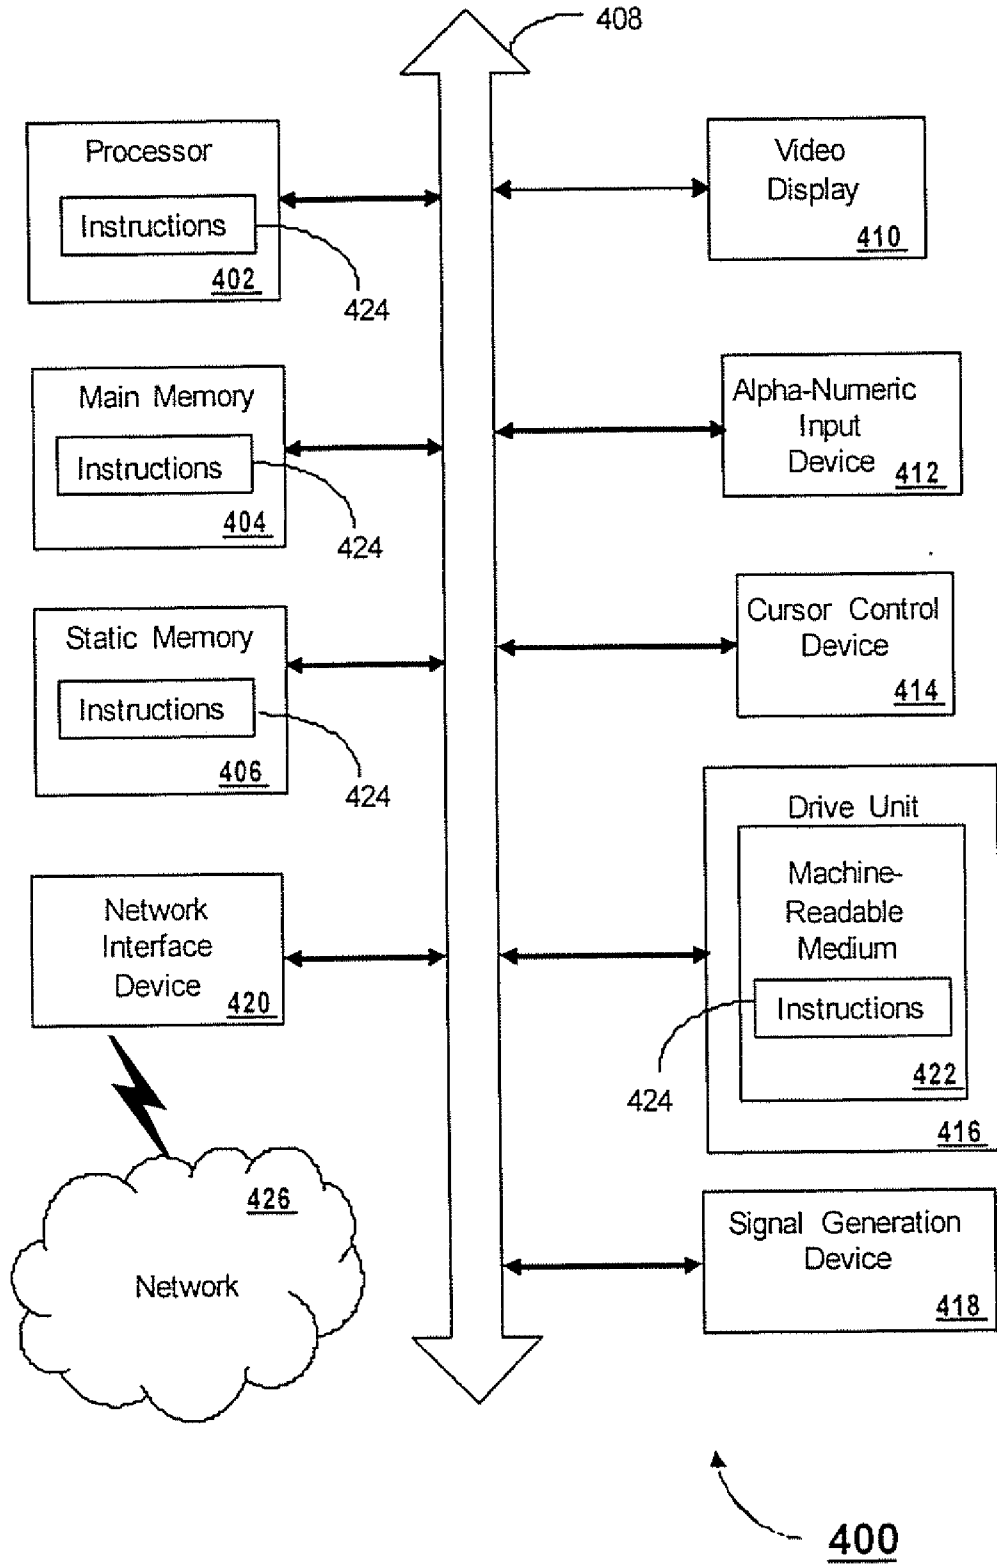 408
Processor
Instructions
402
424
Main Memory
Instructions
404
424
Static Memory
Instructions
406
424
Network
Interface
Device
420
426
Network
Video
Display
410
Alpha-Numeric
Input
Device
412
Cursor Control
Device
414
Drive Unit
Machine-
Readable
Medium
Instructions
424
422
416
Signal Generation
Device
418
400